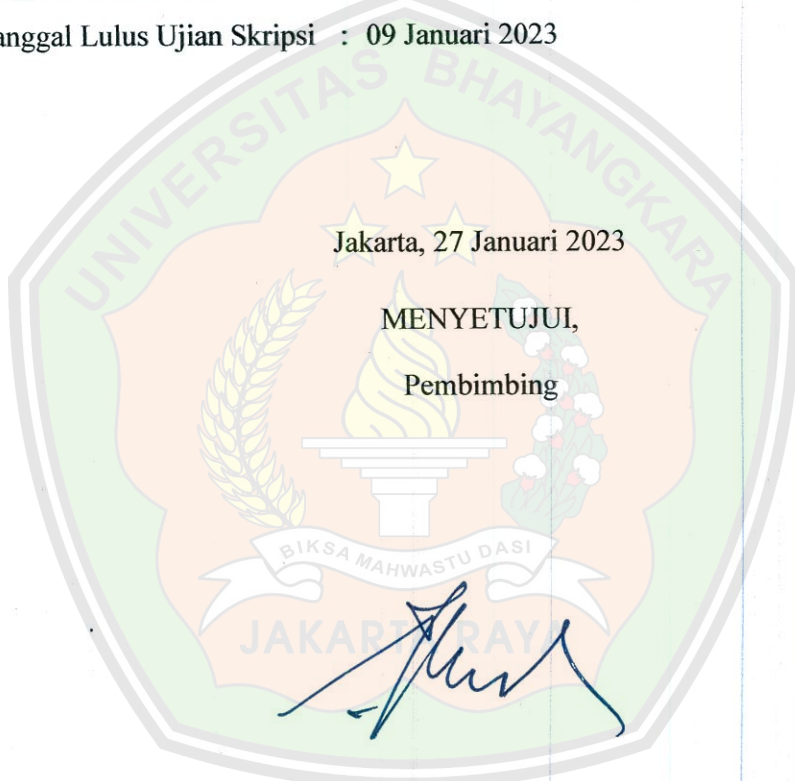 anggal Lulus Ujian Skripsi : 09 Januari 2023
UNIVERSITAS BHAYANGKARA
Jakarta, 27 Januari 2023
MENYETUJUI,
Pembimbing
BIKSA MAHWASTU DASI
JAKARTA RAYA